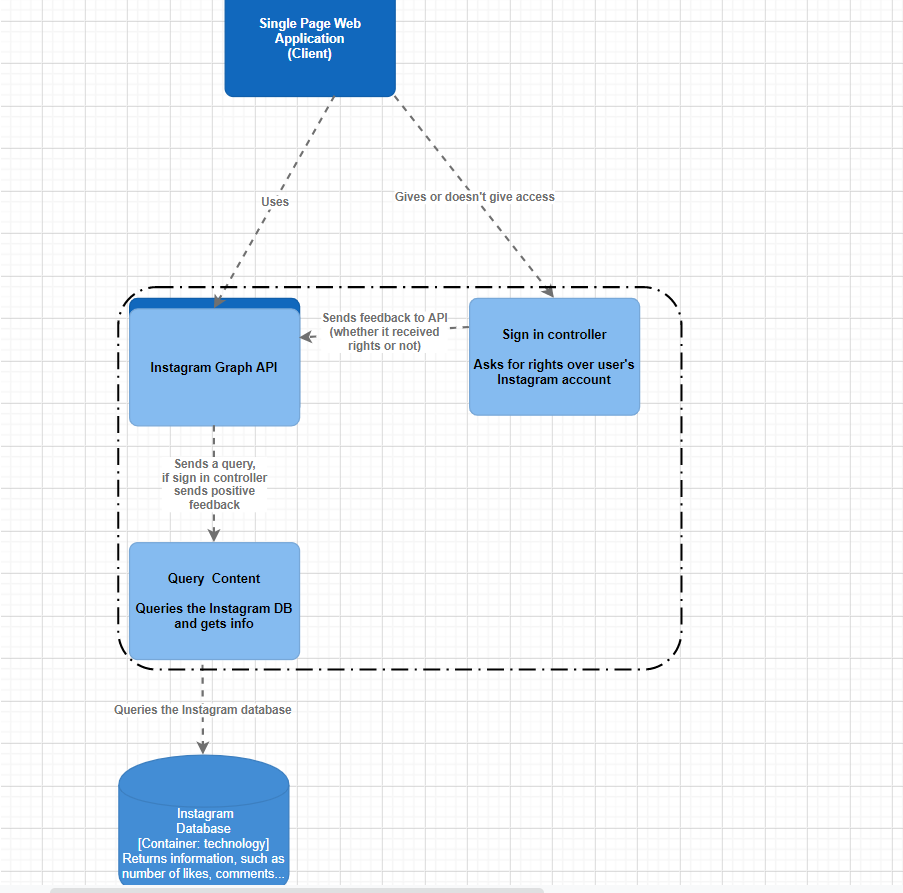 Single Page Web
Application
(Client)
Uses
Gives or doesn't give access
Sends feedback to API
(whether it received
rights or not)
Sign in controller
Asks for rights over user's
Instagram account
Instagram Graph API
Sends a query,
if sign in controller
sends positive
feedback
Query Content
Queries the Instagram DB
and gets info
Queries the Instagram database
Instagram
Database
[Container: technology]
Returns information, such as
number of likes, comments...